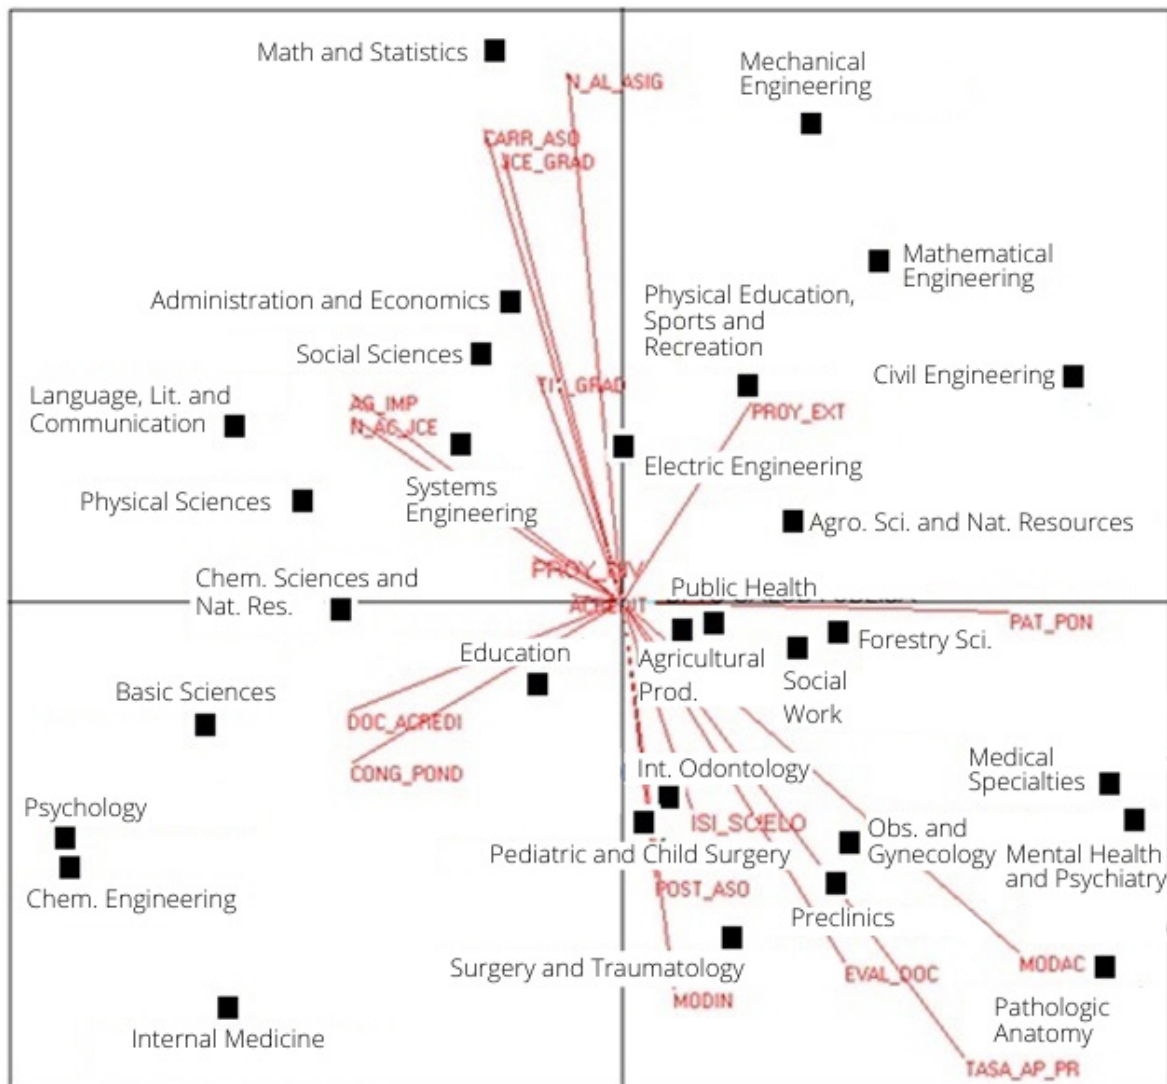 Math and Statistics
N_AL_ASIG
Mechanical
Engineering
CARR_ASO
JCE_GRAD
Mathematical
Engineering
Administration and Economics
Physical Education,
Sports and
Recreation
Social Sciences
Civil Engineering
TIT_GRAD
Language, Lit. and
Communication
AG_IMP
N_AG_JCE
PROY_EXT
Electric Engineering
Systems
Engineering
Physical Sciences
Agro. Sci. and Nat. Resources
Chem. Sciences and
Nat. Res.
Public Health
PAT_PON
Education
Agricultural
Prod.
Forestry Sci.
Social
Work
Basic Sciences
DOC_ACREDI
CONG_POND
Int. Odontology
Medical
Specialties
Psychology
ISI_SCIELO
Pediatric and Child Surgery
Obs. and
Gynecology
Mental Health
and Psychiatry
Chem. Engineering
POST_ASO
Preclinics
Surgery and Traumatology
EVAL_DOC
MODAC
MODIN
Pathologic
Anatomy
Internal Medicine
TASA_AP_PR